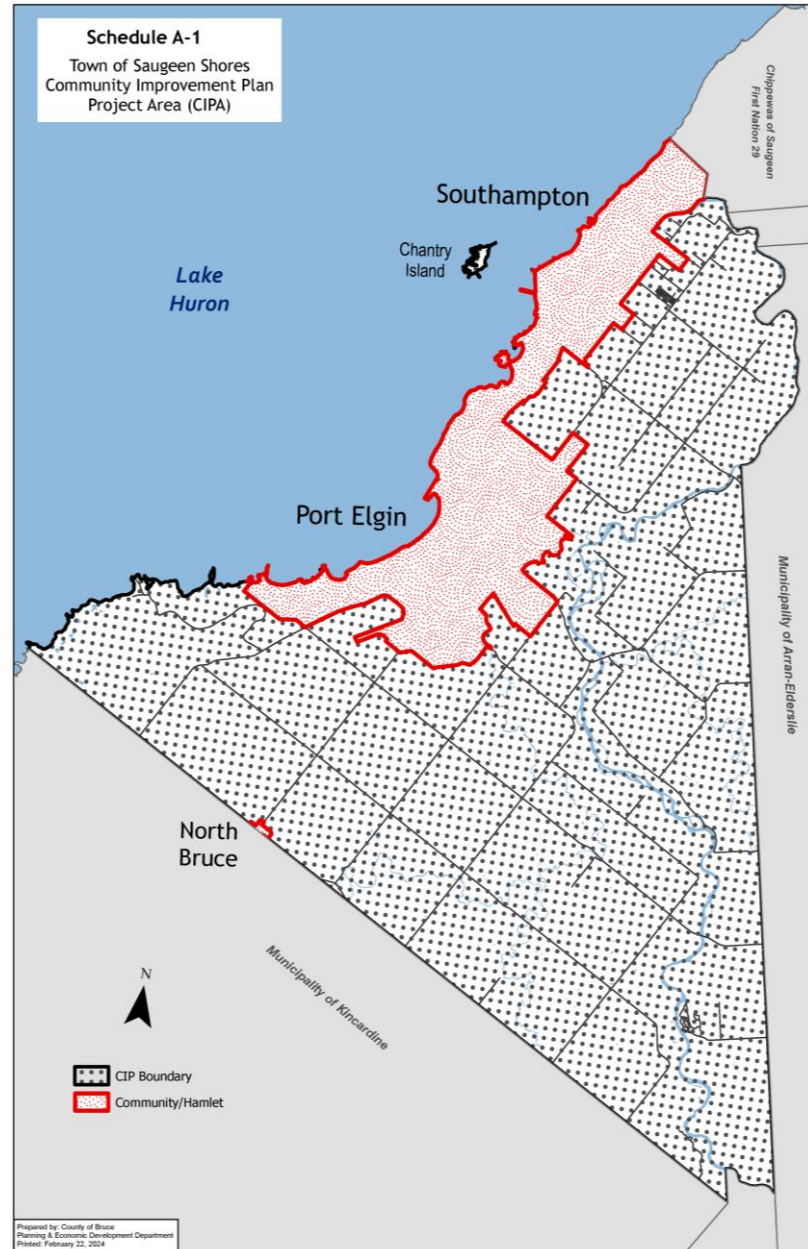 Schedule A-1
Town of Saugeen Shores
Community Improvement Plan
Project Area (CIPA)
Chippewas of Saugeen
First Nation 29
Southampton
Chantry
Island
Lake
Huron
Port Elgin
Municipality of Arran-Elderslie
North
Bruce
Municipality of Kincardine
N
CIP Boundary
Community/Hamlet
Prepared by: County of Bruce
Planning & Economic Development Department
Printed: February 22, 2024